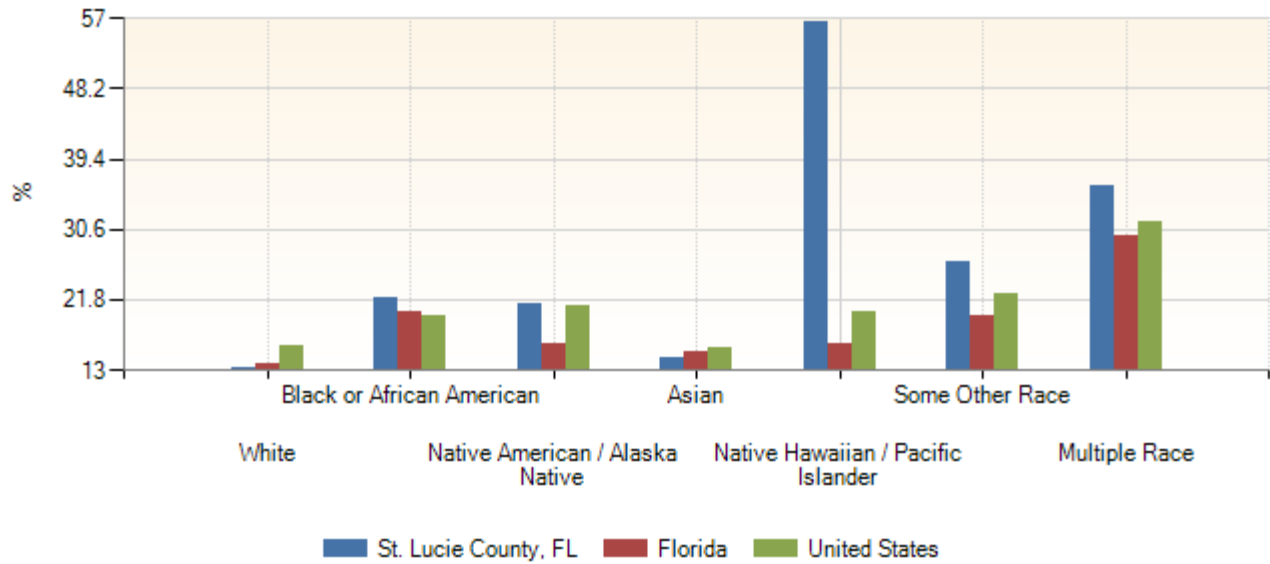 57
48.2
39.4
30.6
21.8
13
%
Black or African American
Asian
Some Other Race
White
Native American / Alaska
Native
Native Hawaiian / Pacific
Islander
Multiple Race
St. Lucie County, FL
Florida
United States